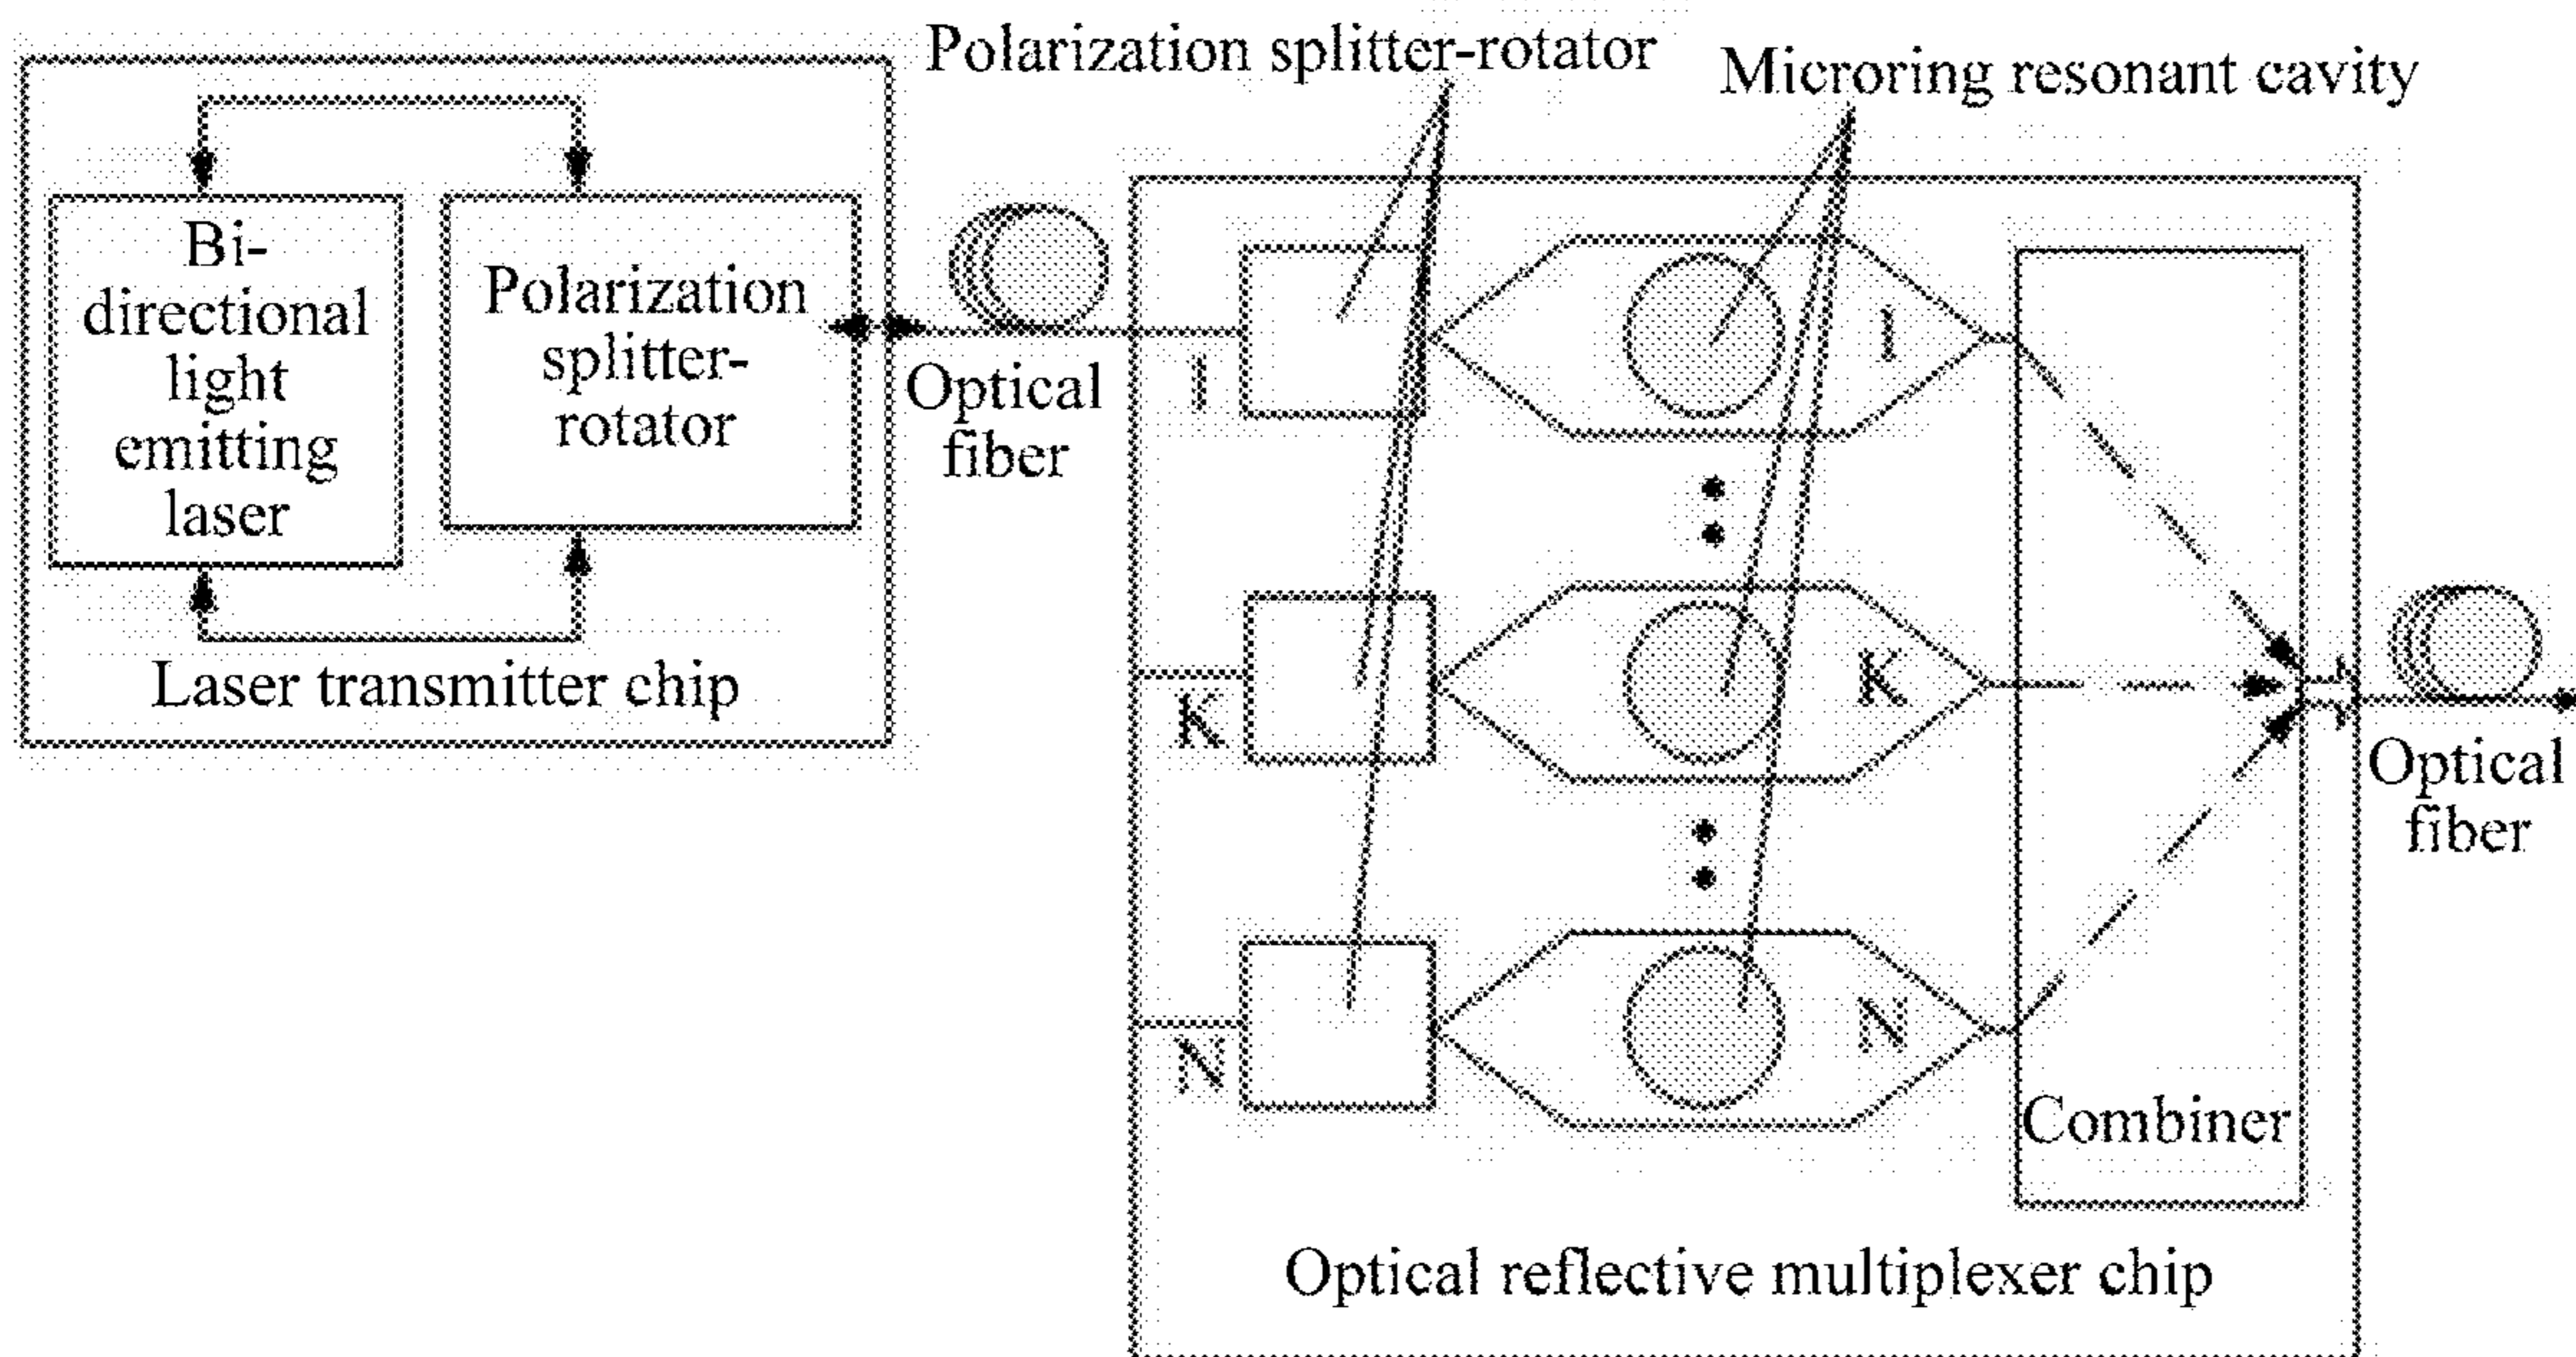 Polarization splitter-rotator
Microring resonant cavity
Bi-
directional
light
emitting
laser
Polarization
splitter-
rotator
Laser transmitter chip
Optical
fiber
1
1
K
K
N
N
Combiner
Optical reflective multiplexer chip
Optical
fiber